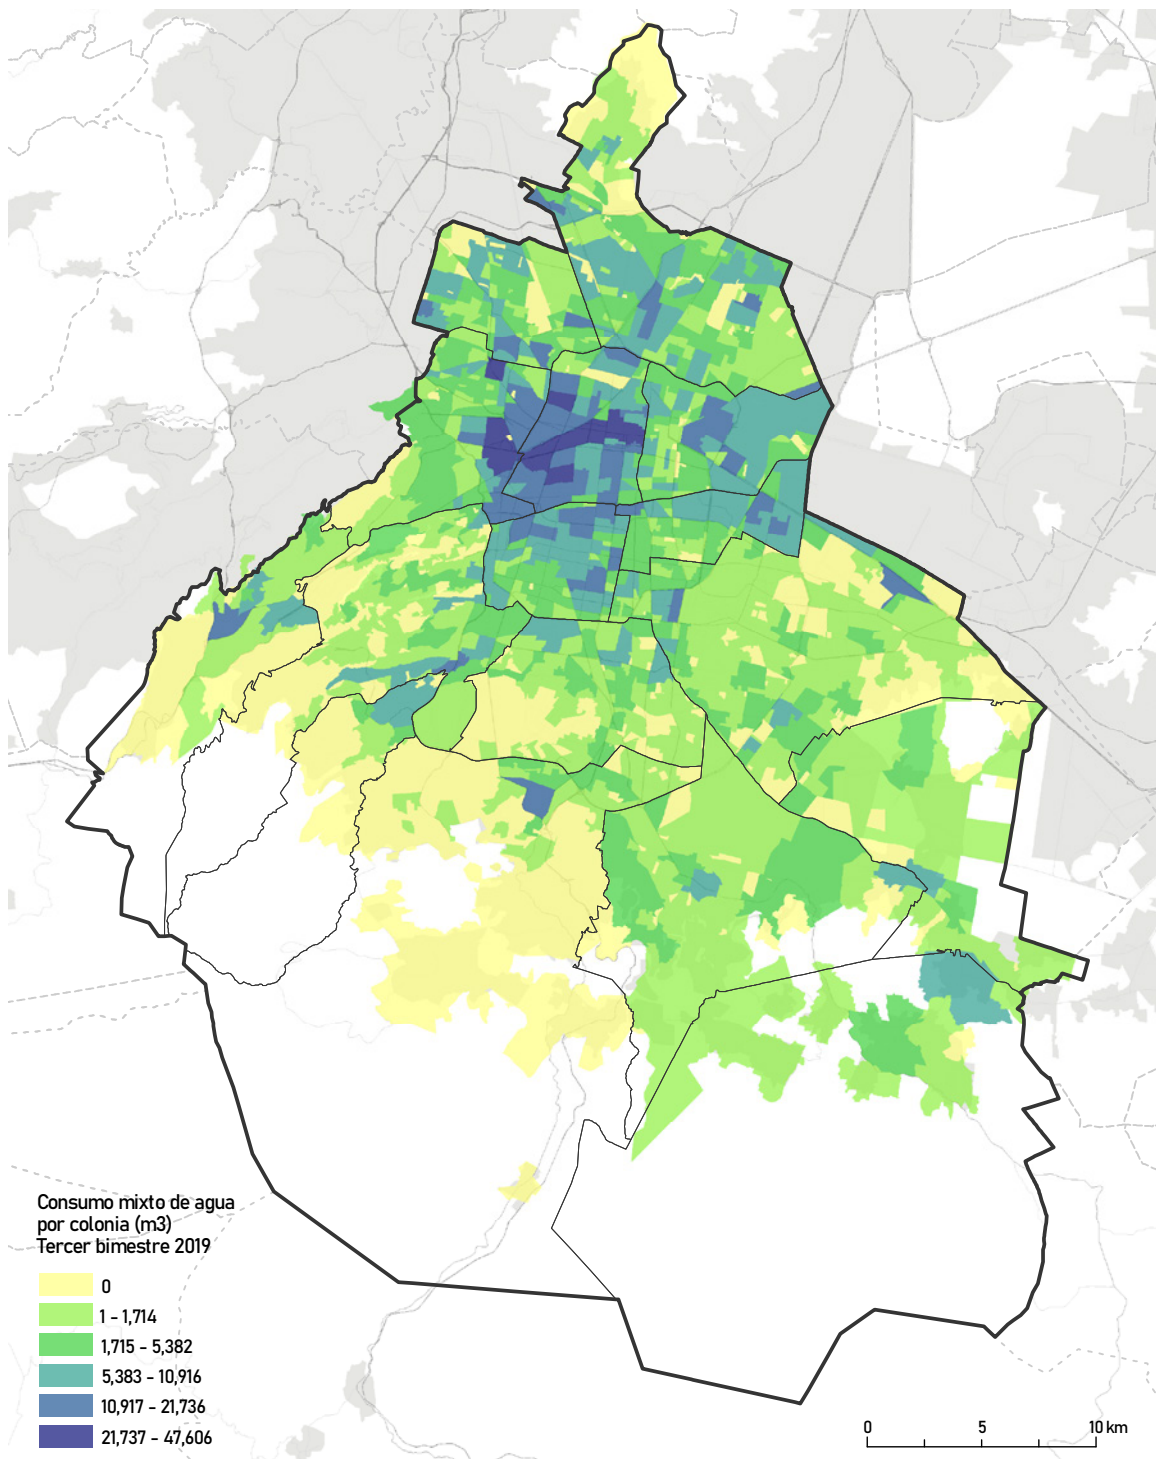 Consumo mixto de agua
por colonia (m3)
Tercer bimestre 2019
0
1 - 1,714
1,715 - 5,382
5,383 - 10,916
10,917 - 21,736
21,737 - 47,606
0 5 10 km